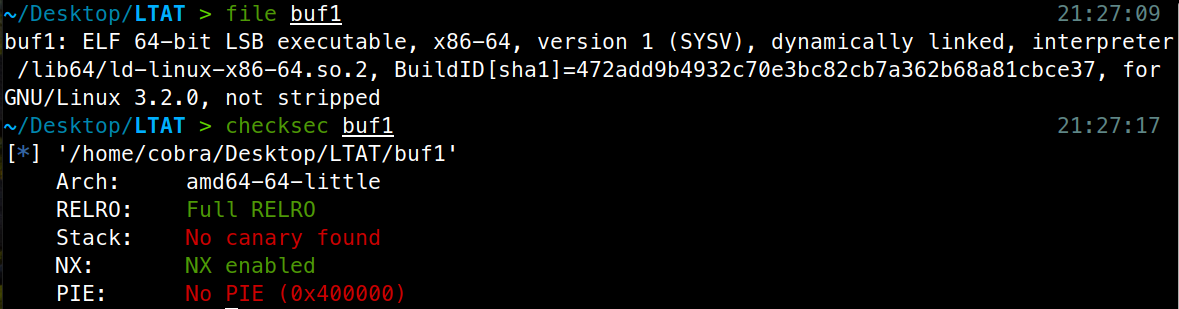 ~/Desktop/LTAT > file buf1 21:27:09
buf1: ELF 64-bit LSB executable, x86-64, version 1 (SYSV), dynamically linked, interpreter
/lib64/ld-linux-x86-64.so.2, BuildID[sha1]=472add9b4932c70e3bc82cb7a362b68a81cbce37, for
GNU/Linux 3.2.0, not stripped
~/Desktop/LTAT > checksec buf1 21:27:17
[*] '/home/cobra/Desktop/LTAT/buf1'
Arch: amd64-64-little
RELRO: Full RELRO
Stack: No canary found
NX: NX enabled
PIE: No PIE (0x400000)